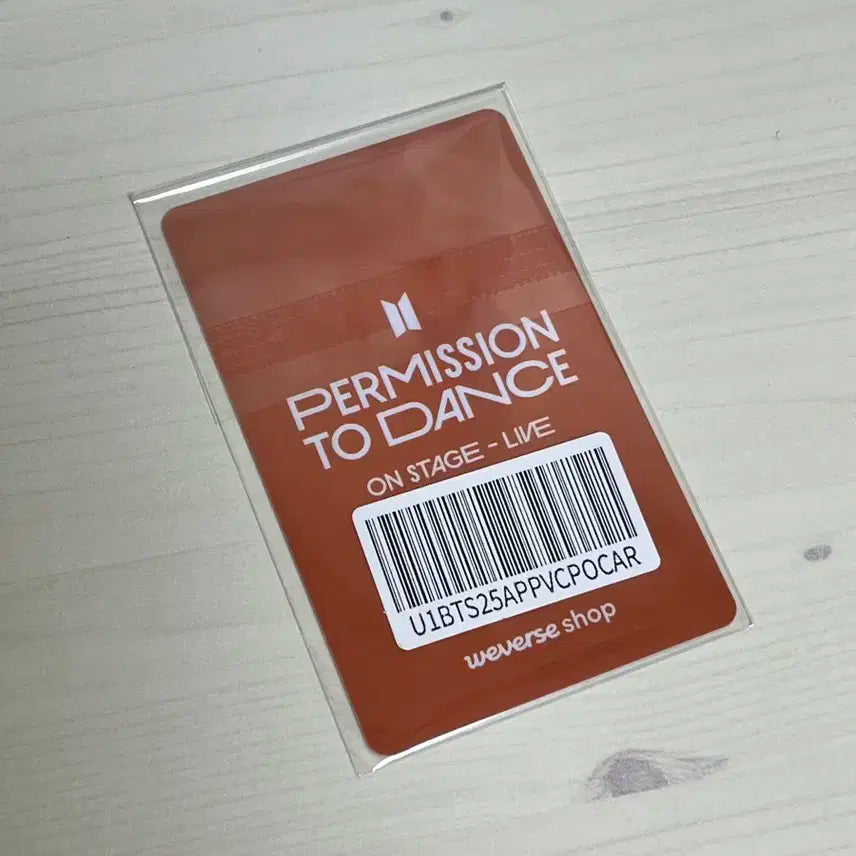 PERMISSION
TO DANCE
ON STAGE - LIVE
U1BTS25APPVCPOCAR
weverse shop